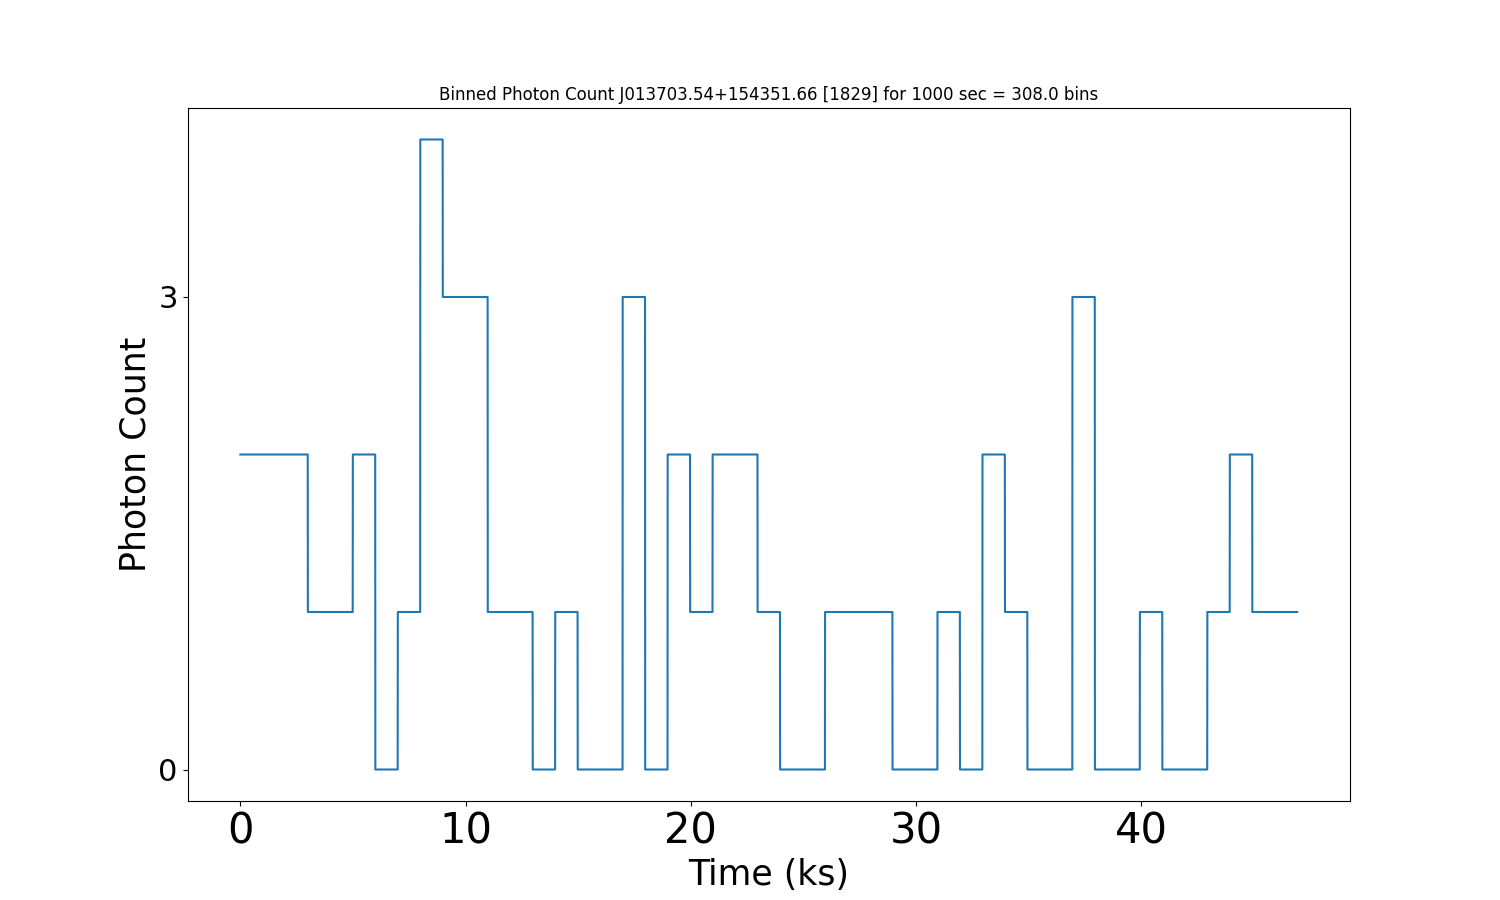 Binned Photon Count J013703.54+154351.66 [1829] for 1000 sec = 308.0 bins
3
Photon Count
0
0 10 20 30 40
Time (ks)